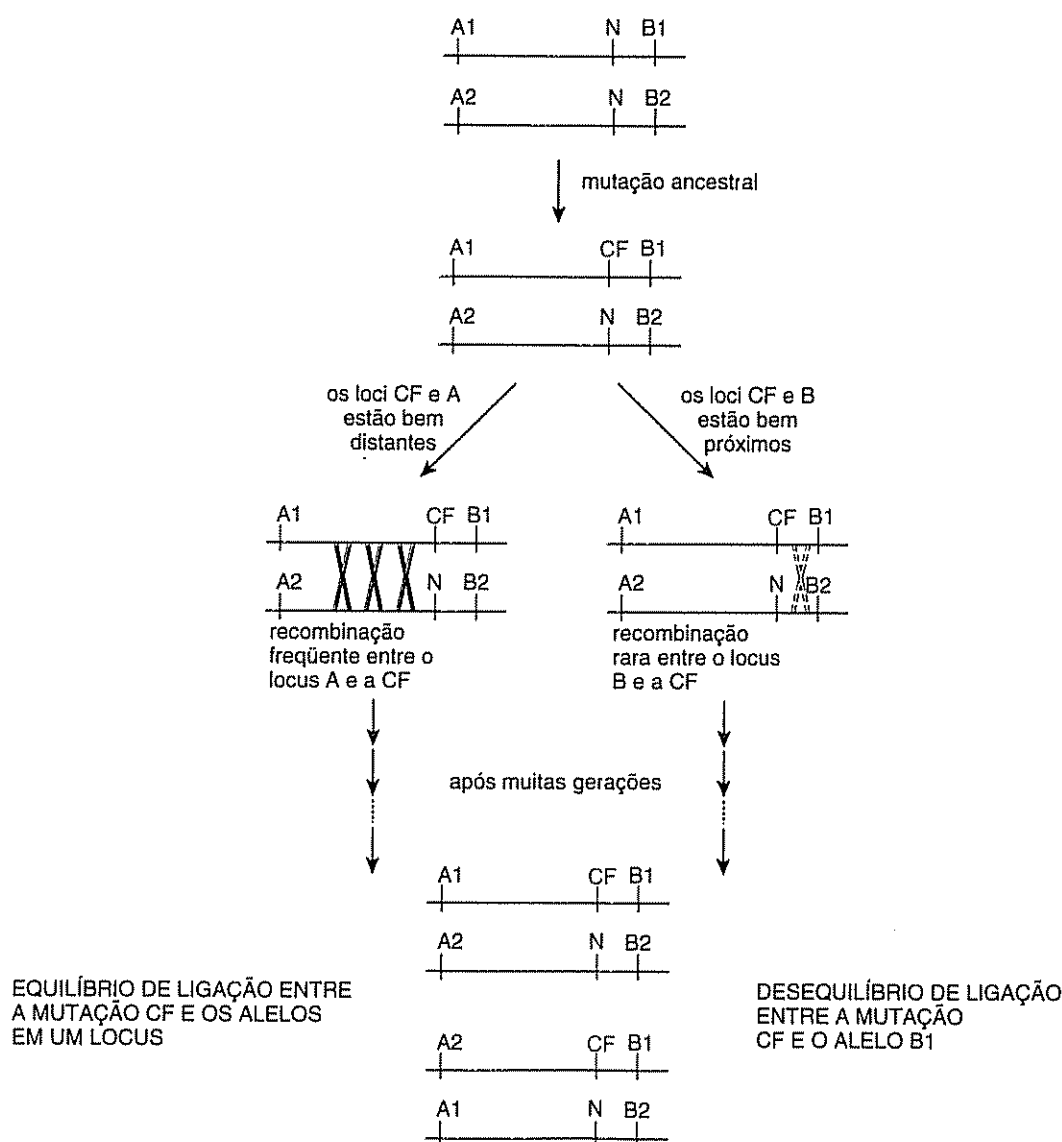 A1 N B1
A2 N B2
mutação ancestral
A1 CF B1
A2 N B2
os loci CF e A
estão bem
distantes
os loci CF e B
estão bem
próximos
A1 CF B1
A2 N B2
recombinação
freqüente entre o
locus A e a CF
A1 CF B1
A2 N B2
recombinação
rara entre o locus
B e a CF
após muitas gerações
A1 CF B1
A2 N B2
EQUILÍBRIO DE LIGAÇÃO ENTRE
A MUTAÇÃO CF E OS ALELOS
EM UM LOCUS
DESEQUILÍBRIO DE LIGAÇÃO
ENTRE A MUTAÇÃO
CF E O ALELO B1
A2 CF B1
A1 N B2